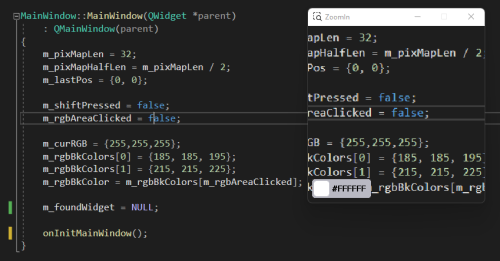 MainWindow::MainWindow(QWidget *parent)
: QMainWindow(parent)
{
m_pixMapLen = 32;
m_pixMapHalfLen = m_pixMapLen / 2;
m_lastPos = {0, 0};
m_shiftPressed = false;
m_rgbAreaClicked = false;
m_curRGB = {255,255,255};
m_rgbBkColors[0] = {185, 185, 195};
m_rgbBkColors[1] = {215, 215, 225};
m_rgbBkColor = m_rgbBkColors[m_rgbAreaClicked];
m_foundWidget = NULL;
onInitMainWindow();
}
ZoomIn
apLen = 32;
apHalfLen = m_pixMapLen / 2
Pos = {0, 0};
tPressed = false;
reaClicked = false;
GB = {255,255,255};
kColors[0] = {185, 185, 195
kColors[1] = {215, 215, 225
#FFFFFF _rgbBkColors[m_r